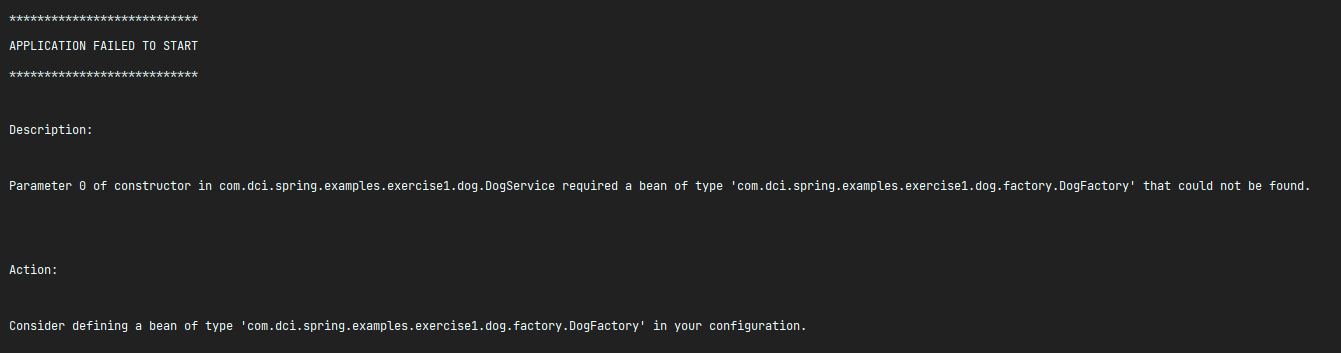 ***************************
APPLICATION FAILED TO START
***************************
Description:
Parameter 0 of constructor in com.dci.spring.examples.exercise1.dog.DogService required a bean of type 'com.dci.spring.examples.exercise1.dog.factory.DogFactory' that could not be found.
Action:
Consider defining a bean of type 'com.dci.spring.examples.exercise1.dog.factory.DogFactory' in your configuration.